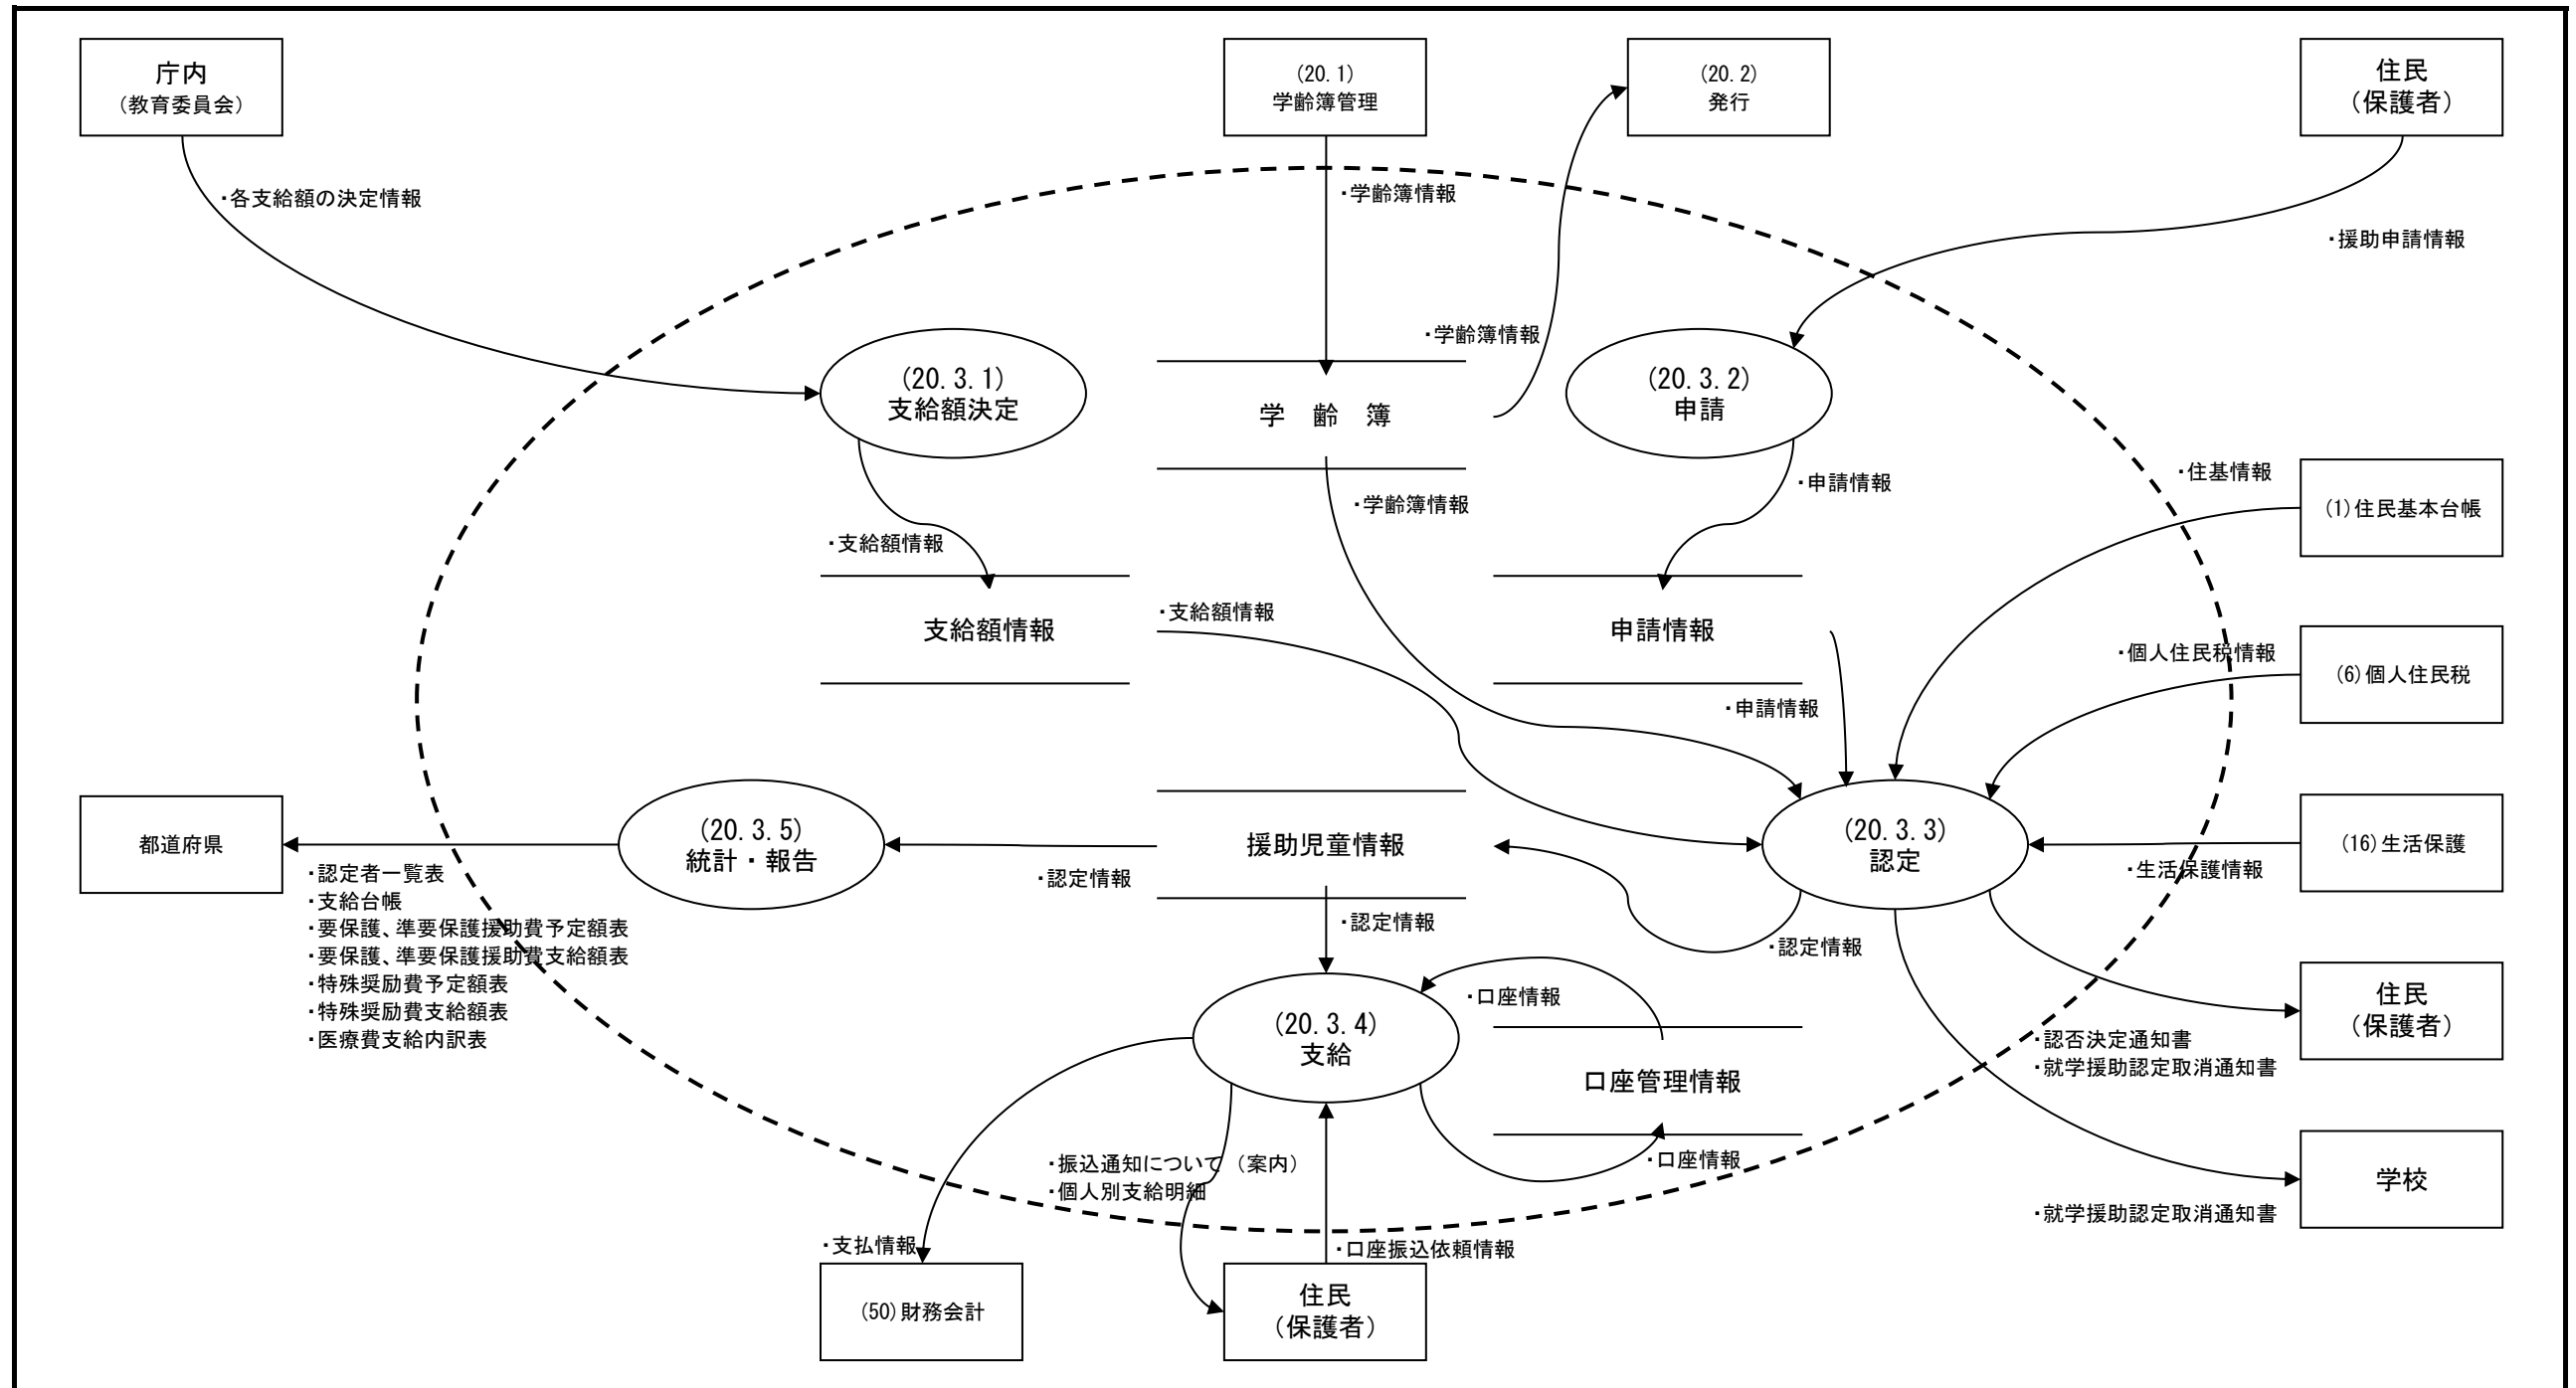 庁内
（教育委員会）
(20.1)
学齢簿管理
(20.2)
発行
住民
（保護者）
・各支給額の決定情報
・学齢簿情報
・援助申請情報
・学齢簿情報
(20.3.1)
支給額決定
学　齢　簿
(20.3.2)
申請
・住基情報
・申請情報
・学齢簿情報
(1)住民基本台帳
・支給額情報
・支給額情報
支給額情報
申請情報
・個人住民税情報
(6)個人住民税
・申請情報
都道府県
(20.3.5)
統計・報告
援助児童情報
(20.3.3)
認定
(16)生活保護
・生活保護情報
・認定情報
・認定者一覧表
・支給台帳
・要保護、準要保護援助費予定額表
・要保護、準要保護援助費支給額表
・特殊奨励費予定額表
・特殊奨励費支給額表
・医療費支給内訳表
・認定情報
・認定情報
・口座情報
住民
（保護者）
(20.3.4)
支給
・認否決定通知書
・就学援助認定取消通知書
口座管理情報
・振込通知について（案内）
・個人別支給明細
・口座情報
学校
・就学援助認定取消通知書
・支払情報
・口座振込依頼情報
(50)財務会計
住民
（保護者）